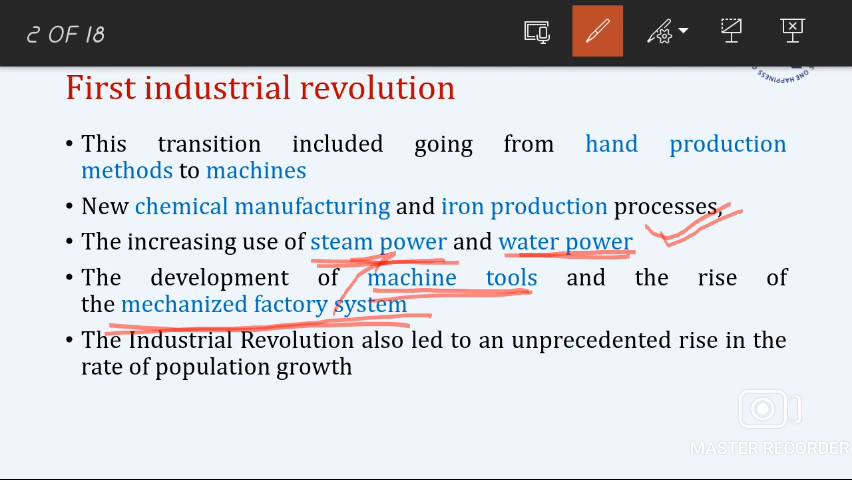 2 OF 18
First industrial revolution
• This transition included going from hand production
methods to machines
• New chemical manufacturing and iron production processes,
• The increasing use of steam power and water power
• The development of machine tools and the rise of
the mechanized factory system
• The Industrial Revolution also led to an unprecedented rise in the
rate of population growth
ONE HAPPINESS
MASTER RECORDER